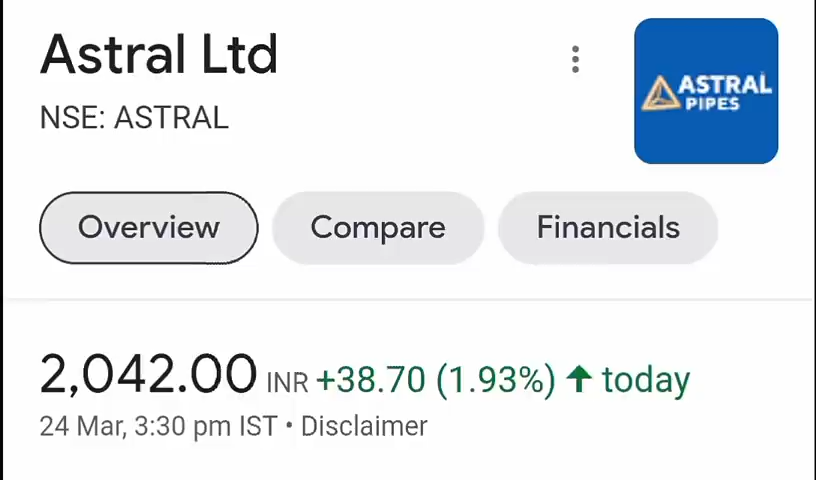 Astral Ltd
NSE: ASTRAL
ASTRAL
PIPES
Overview Compare Financials
2,042.00 INR +38.70 (1.93%) ↑ today
24 Mar, 3:30 pm IST • Disclaimer